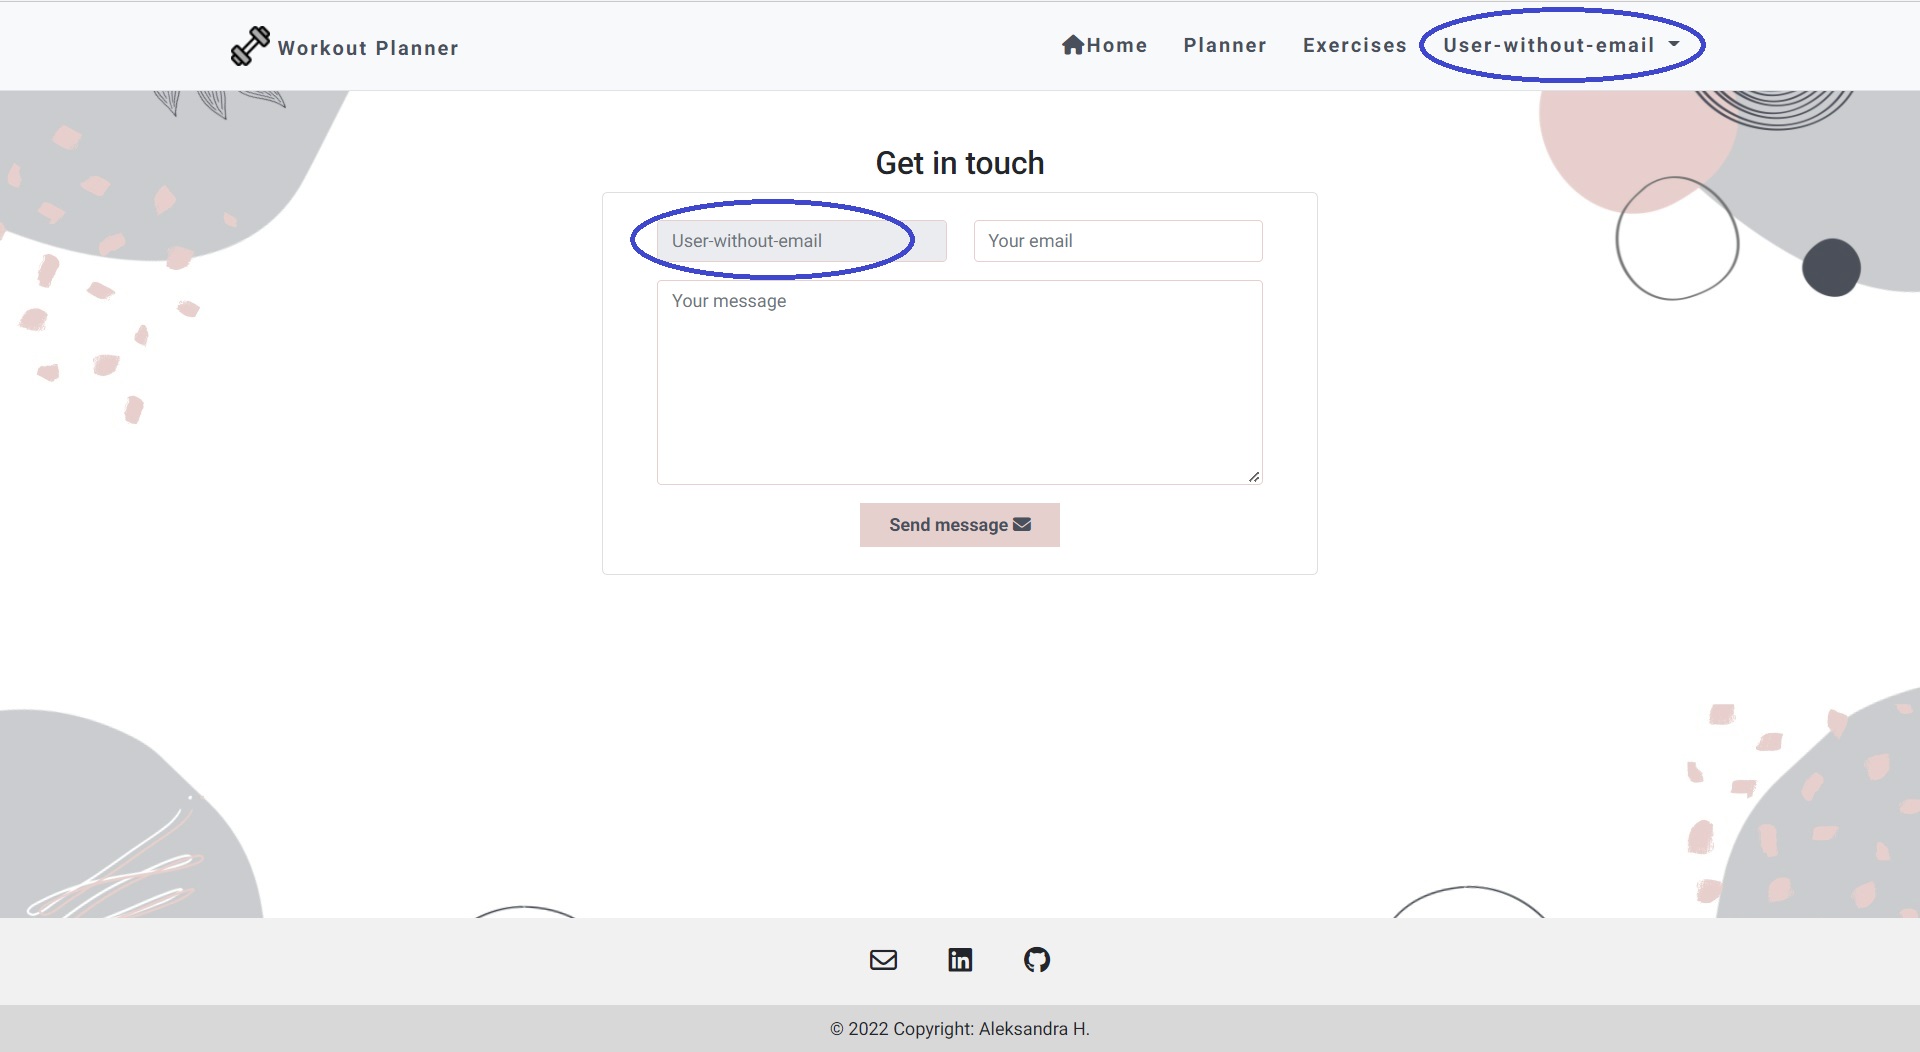 Workout Planner
Home Planner Exercises User-without-email
Get in touch
User-without-email Your email
Your message
Send message
© 2022 Copyright: Aleksandra H.